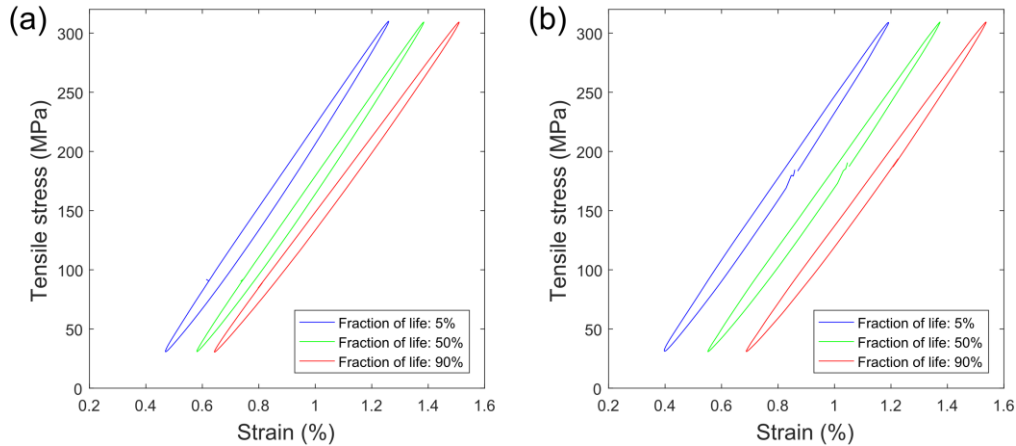 (a)
300
250
200
150
100
50
0
Tensile stress (MPa)
Fraction of life: 5%
Fraction of life: 50%
Fraction of life: 90%
0.2 0.4 0.6 0.8 1 1.2 1.4 1.6
Strain (%)
(b)
300
250
200
150
100
50
0
Tensile stress (MPa)
Fraction of life: 5%
Fraction of life: 50%
Fraction of life: 90%
0.2 0.4 0.6 0.8 1 1.2 1.4 1.6
Strain (%)